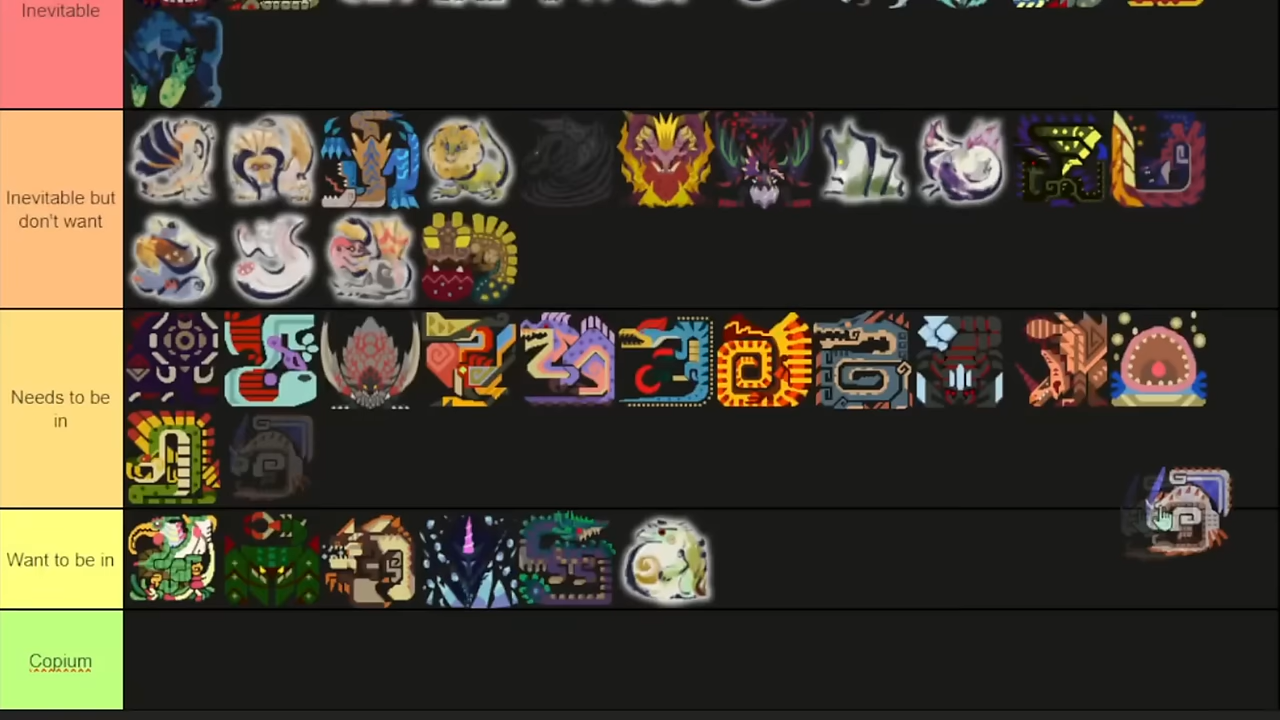 Inevitable
Inevitable but
don't want
Needs to be
in
Want to be in
Copium